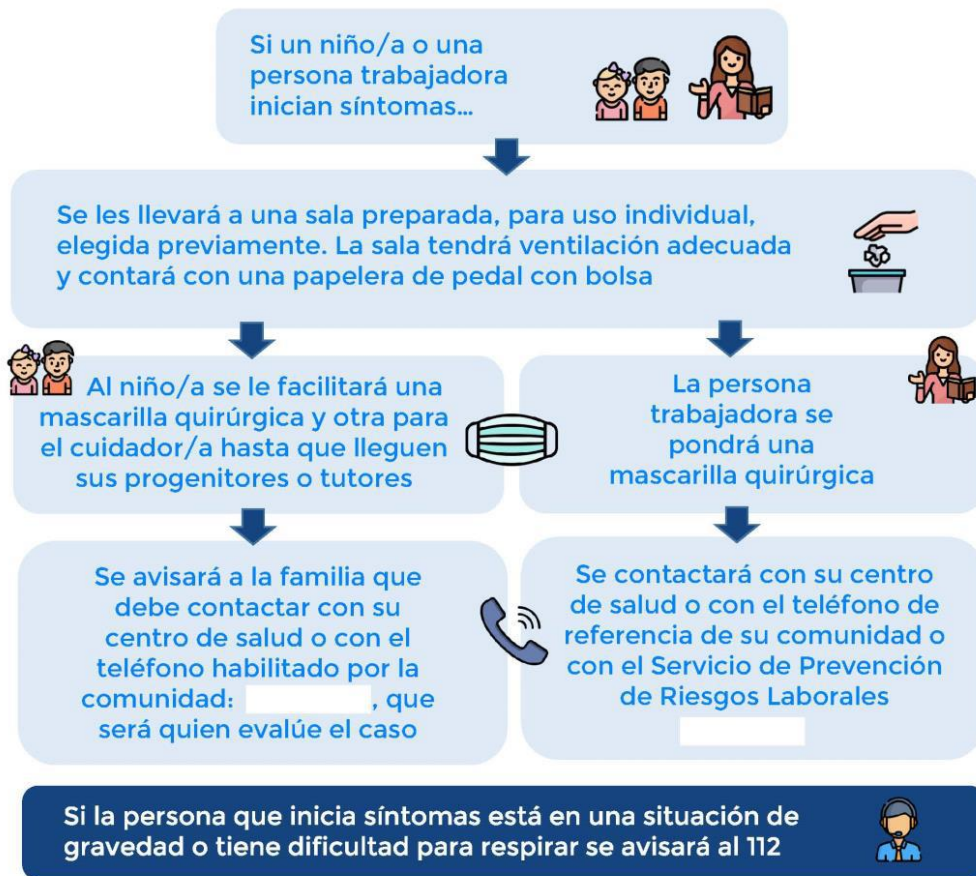 Si un niño/a o una
persona trabajadora
inician síntomas...
Se les llevará a una sala preparada, para uso individual,
elegida previamente. La sala tendrá ventilación adecuada
y contará con una papelera de pedal con bolsa
Al niño/a se le facilitará una
mascarilla quirúrgica y otra para
el cuidador/a hasta que lleguen
sus progenitores o tutores
La persona
trabajadora se
pondrá una
mascarilla quirúrgica
Se avisará a la familia que
debe contactar con su
centro de salud o con el
teléfono habilitado por la
comunidad: , que
será quien evalúe el caso
Se contactará con su centro
de salud o con el teléfono de
referencia de su comunidad o
con el Servicio de Prevención
de Riesgos Laborales
Si la persona que inicia síntomas está en una situación de
gravedad o tiene dificultad para respirar se avisará al 112